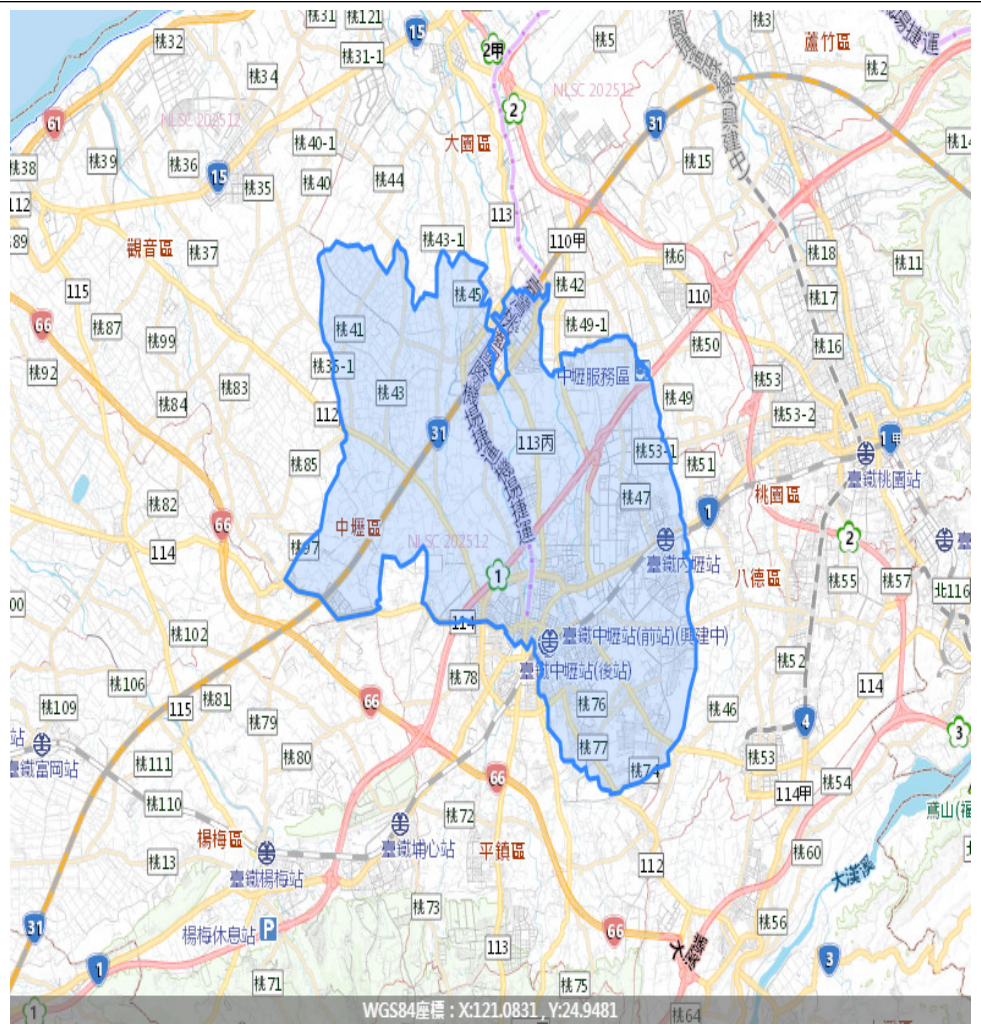 桃31
桃121
15
桃3
桃32
桃31-1
2甲
桃5
蘆竹區
桃2
桃34
NLSC 202512
2
61
NLSC 202512
31
大園區
桃14
桃38
桃39
桃36
桃40-1
桃15
15
桃35
桃40
桃44
112
113
桃43-1
110甲
觀音區
桃37
桃6
桃18
桃11
115
桃45
桃42
110
桃17
66
桃87
桃41
桃49-1
桃99
桃50
桃16
桃92
中壢服務區
桃83
桃43
桃49
桃53
桃84
112
桃53-2
31
機場捷運
113丙
1甲
桃85
桃53-1
桃51
臺鐵桃園站
桃82
桃47
桃園區
66
中壢區
NLSC 202512
1
2
114
桃97
臺鐵內壢站
1
八德區
桃55
桃57
北116
114
桃102
臺鐵中壢站(前站)(興建中)
桃52
臺鐵中壢站(後站)
桃106
桃78
114
115
桃81
66
桃109
桃79
桃76
桃46
4
3
臺鐵富岡站
桃80
桃77
桃53
桃111
桃74
66
桃54
114甲
桃110
桃72
鳶山(福
楊梅區
臺鐵埔心站
平鎮區
桃60
桃13
112
臺鐵楊梅站
大漢溪
桃73
桃56
31
楊梅休息站
P
66
113
3
1
桃71
桃75
1
WGS84座標 : X:121.0831 , Y:24.9481
桃64